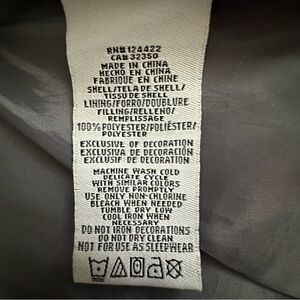 RN# 124422
CA# 32350
MADE IN CHINA
HECHO EN CHINA
FABRIQUE EN CHINE
SHELL/TELA DE SHELL/
TISSU DE SHELL
LINING/FORRO/DOUBLURE
FILLING/RELLENO/
REMPLISSAGE
100% POLYESTER/POLIÉSTER/
POLYESTER
EXCLUSIVE OF DECORATION
EXCLUSIVA DE DECORACIÓN
EXCLUSIF DE DECORATION
MACHINE WASH COLD
DELICATE CYCLE
WITH SIMILAR COLORS
REMOVE PROMPTLY
USE ONLY NON-CHLORINE
BLEACH WHEN NEEDED
TUMBLE DRY LOW
COOL IRON WHEN
NECESSARY
DO NOT IRON DECORATIONS
DO NOT DRY CLEAN
NOT FOR USE AS SLEEPWEAR